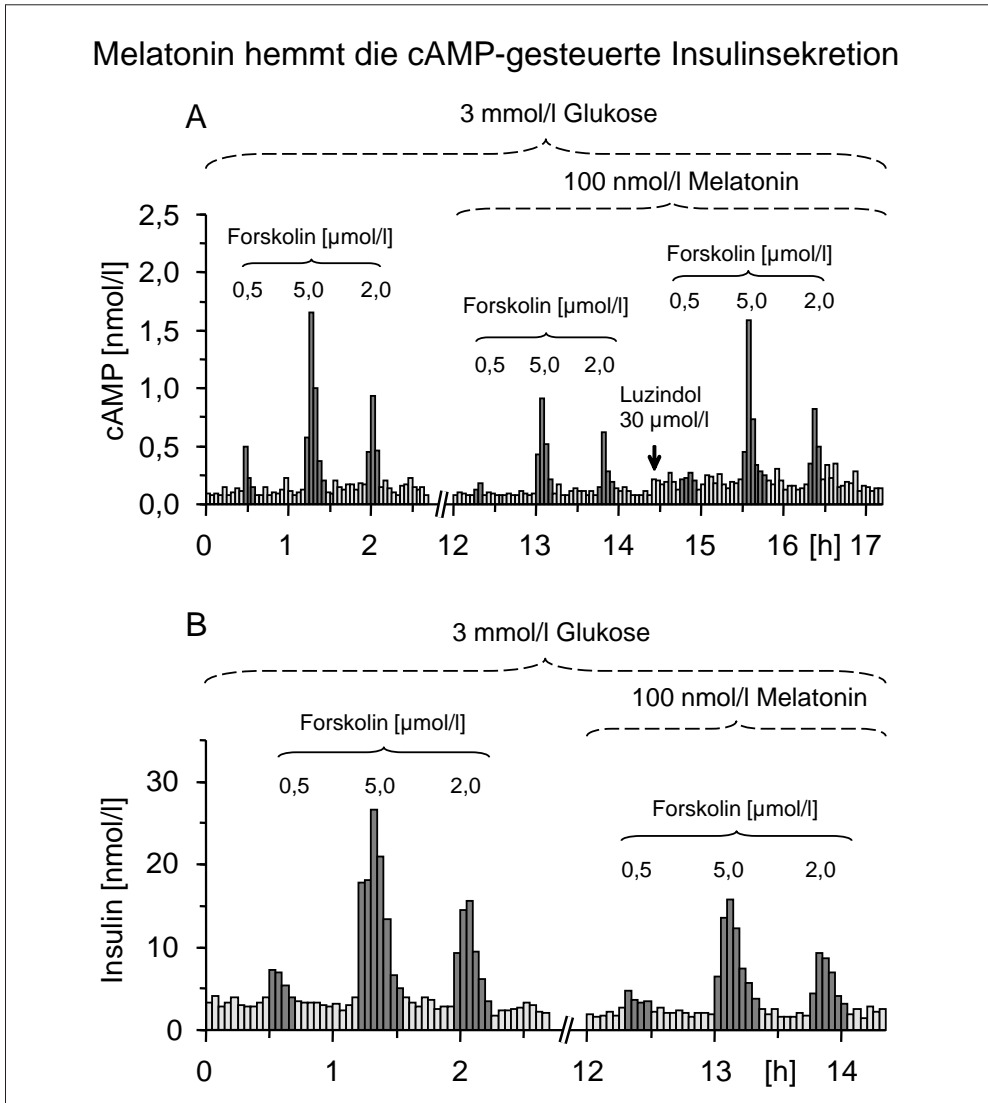 Melatonin hemmt die cAMP-gesteuerte Insulinsekretion
A
3 mmol/l Glukose
100 nmol/l Melatonin
cAMP [nmol/l]
2,5
2,0
1,5
1,0
0,5
0,0
Forskolin [µmol/l]
0,5 5,0 2,0
Forskolin [µmol/l]
0,5 5,0 2,0
Forskolin [µmol/l]
0,5 5,0 2,0
Luzindol
30 µmol/l
0 1 2 12 13 14 15 16 [h] 17
B
3 mmol/l Glukose
100 nmol/l Melatonin
Insulin [nmol/l]
30
20
10
0
Forskolin [µmol/l]
0,5 5,0 2,0
Forskolin [µmol/l]
0,5 5,0 2,0
0 1 2 12 13 [h] 14